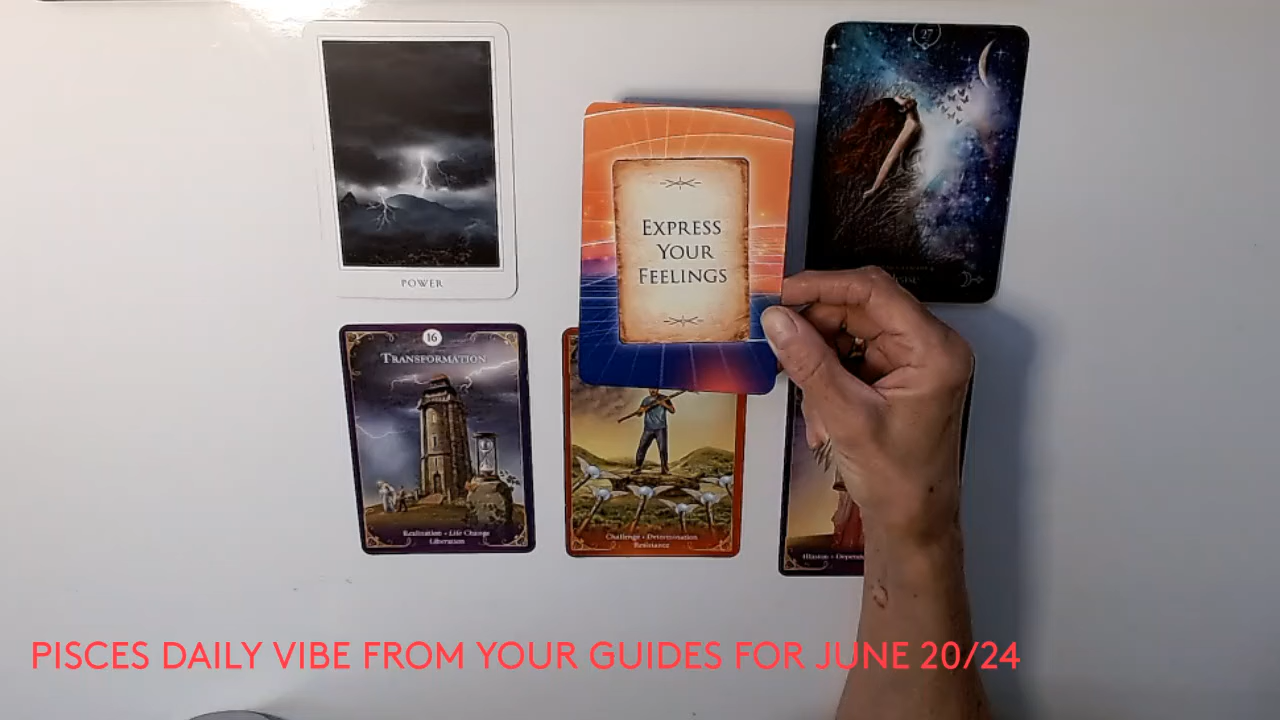 27
EXPRESS
YOUR
FEELINGS
POWER
16
TRANSFORMATION
Realization • Life Change
Liberation
Challenge • Determination
Resistance
Illusion •
PISCES DAILY VIBE FROM YOUR GUIDES FOR JUNE 20/24